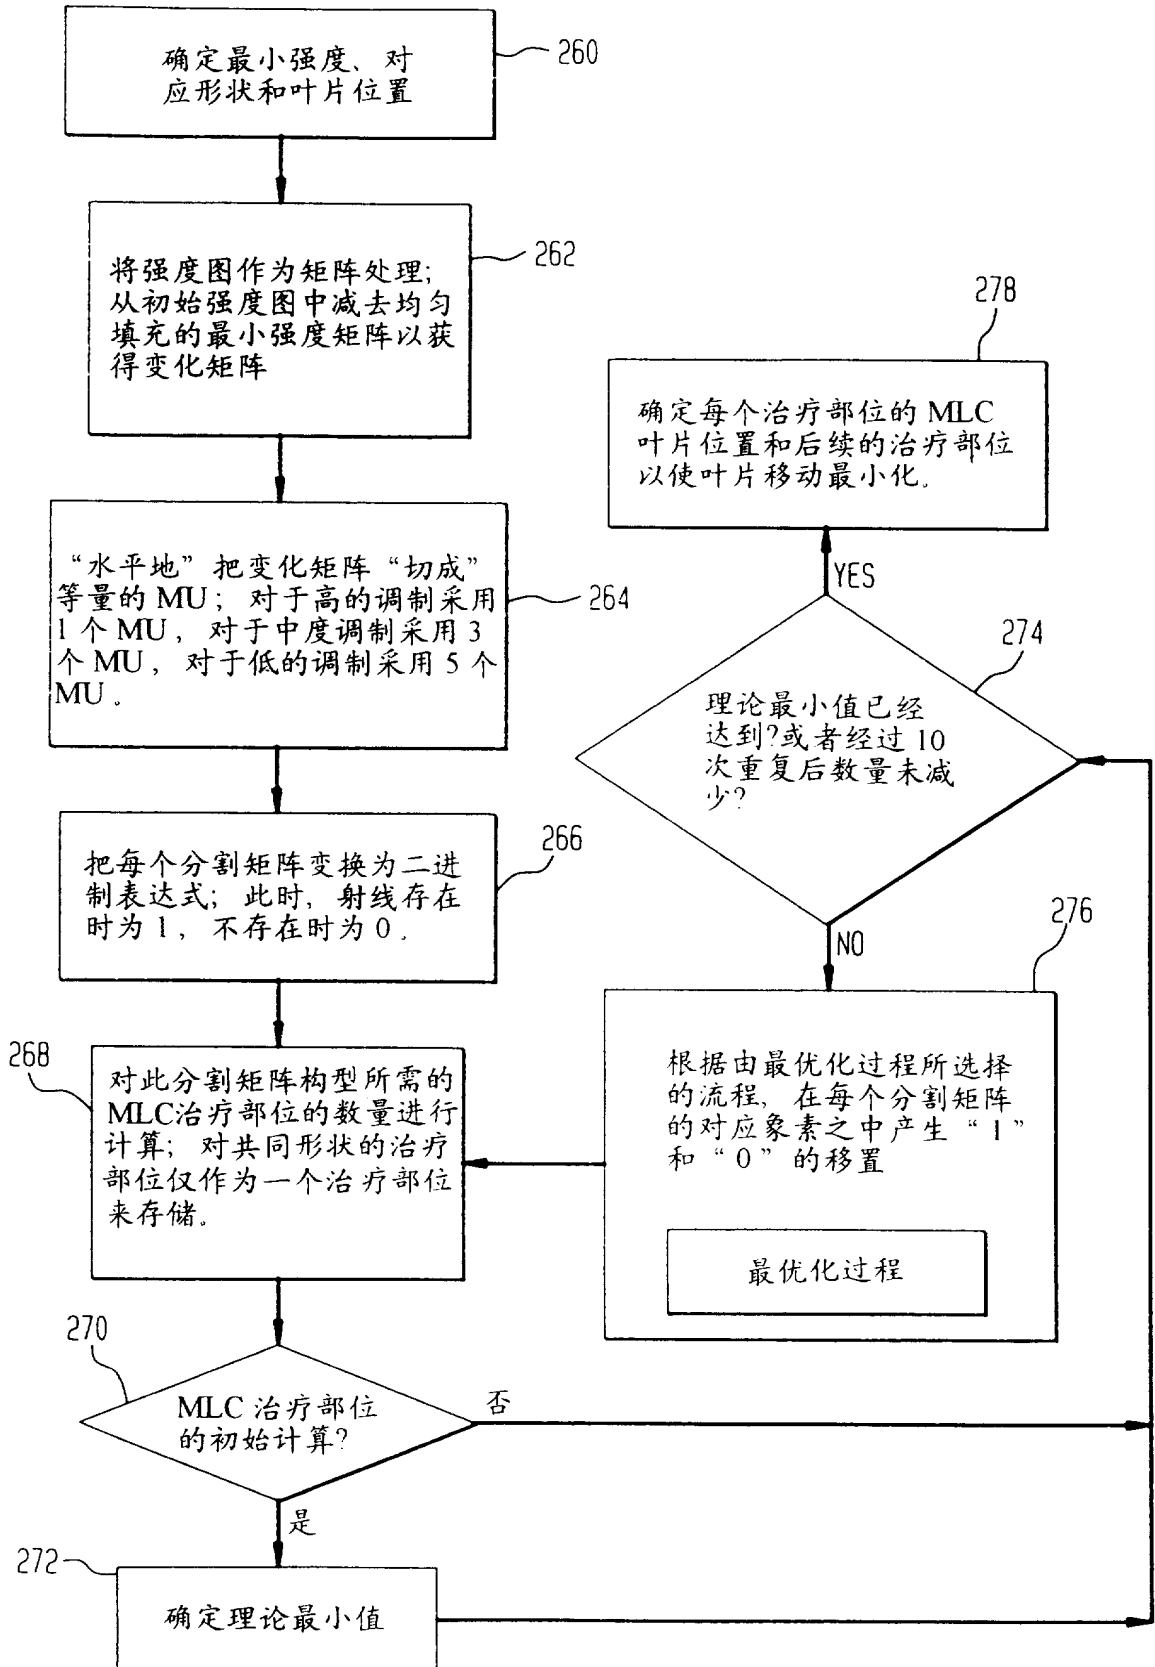 确定最小强度、对
应形状和叶片位置
260
将强度图作为矩阵处理;
从初始强度图中减去均匀
填充的最小强度矩阵以获
得变化矩阵
262
“水平地”把变化矩阵“切成”
等量的 MU; 对于高的调制采用
1 个 MU, 对于中度调制采用 3
个 MU, 对于低的调制采用 5 个
MU。
264
把每个分割矩阵变换为二进
制表达式; 此时, 射线存在
时为 1, 不存在时为 0。
266
268
对此分割矩阵构型所需的
MLC治疗部位的数量进行
计算; 对共同形状的治疗
部位仅作为一个治疗部位
来存储。
270
MLC 治疗部位
的初始计算?
否
是
272
确定理论最小值
278
确定每个治疗部位的 MLC
叶片位置和后续的治疗部位
以使叶片移动最小化。
YES
274
理论最小值已经
达到?或者经过 10
次重复后数量未减
少?
NO
276
根据由最优化过程所选择
的流程, 在每个分割矩阵
的对应象素之中产生“1”
和“0”的移置
最优化过程